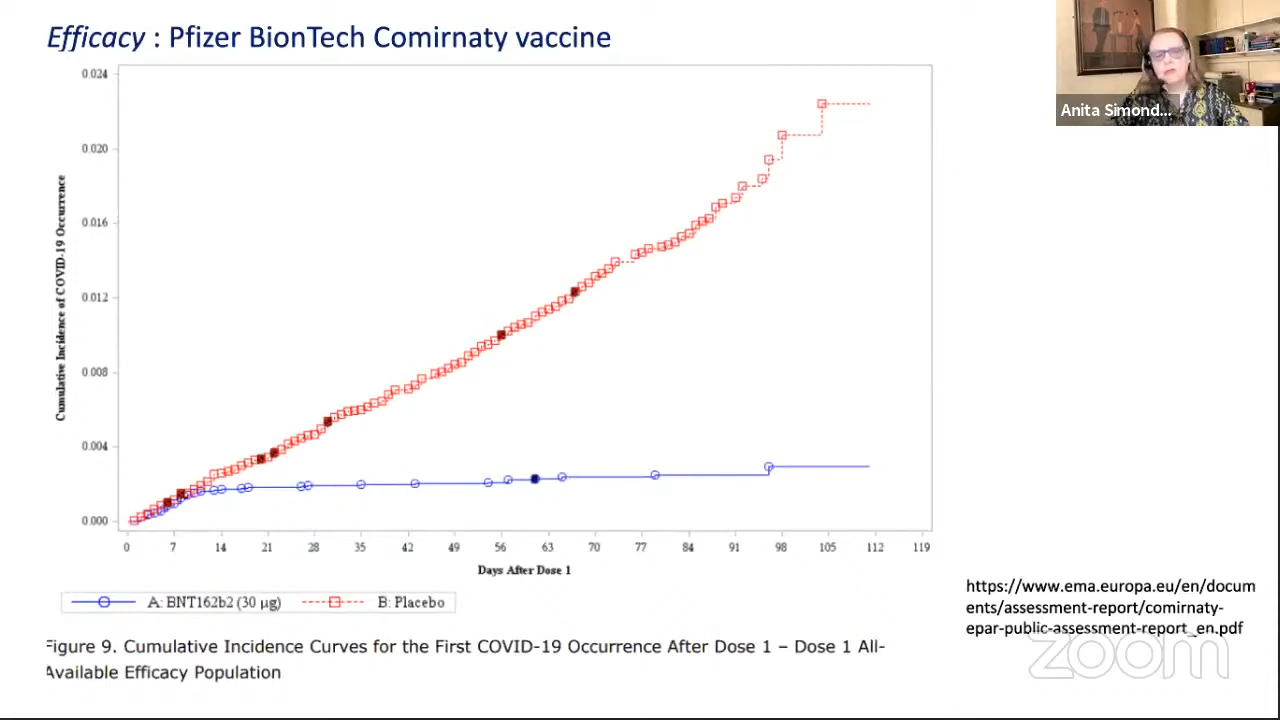 Efficacy : Pfizer BionTech Comirnaty vaccine
Anita Simond...
0.024
0.020
0.016
0.012
0.008
0.004
0.000
Cumulative Incidence of COVID-19 Occurrence
0 7 14 21 28 35 42 49 56 63 70 77 84 91 98 105 112 119
Days After Dose 1
A: BNT162b2 (30 μg) B: Placebo
https://www.ema.europa.eu/en/docum
ents/assessment-report/comirnaty-
epar-public-assessment-report_en.pdf
Figure 9. Cumulative Incidence Curves for the First COVID-19 Occurrence After Dose 1 – Dose 1 All-
Available Efficacy Population
zoom